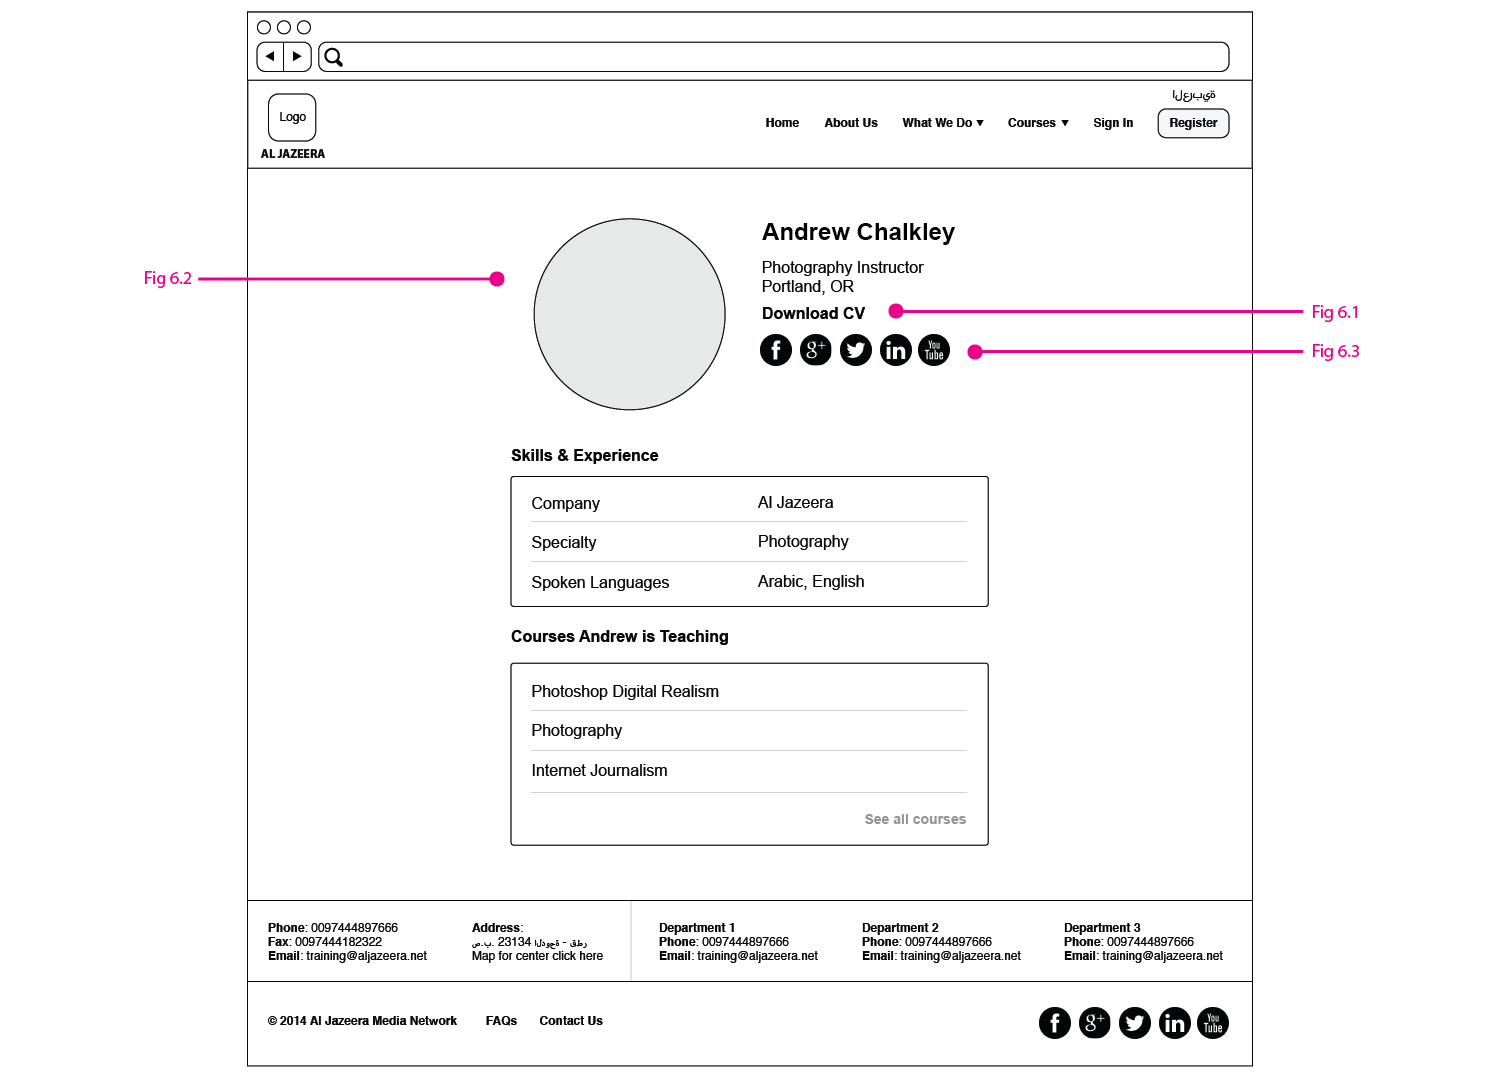 العربية
Logo
AL JAZEERA
Home About Us What We Do Courses Sign In Register
Andrew Chalkley
Photography Instructor
Portland, OR
Download CV
Fig 6.2
Fig 6.1
Fig 6.3
f g+ in You Tube
Skills & Experience
Company Al Jazeera
Specialty Photography
Spoken Languages Arabic, English
Courses Andrew is Teaching
Photoshop Digital Realism
Photography
Internet Journalism
See all courses
Phone: 0097444897666
Fax: 0097444182322
Email: training@aljazeera.net
Address:
ص.ب. 23134 الدوحة - قطر
Map for center click here
Department 1
Phone: 0097444897666
Email: training@aljazeera.net
Department 2
Phone: 0097444897666
Email: training@aljazeera.net
Department 3
Phone: 0097444897666
Email: training@aljazeera.net
© 2014 Al Jazeera Media Network FAQs Contact Us
f g+ in You Tube